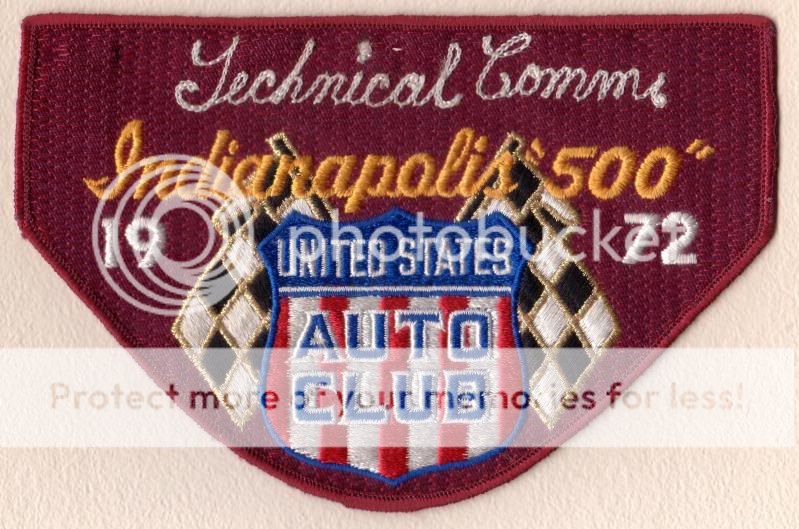 Technical Comm.
Indianapolis "500"
19 72
UNITED STATES
AUTO
CLUB
photobucket
Protect more of your memories for less!